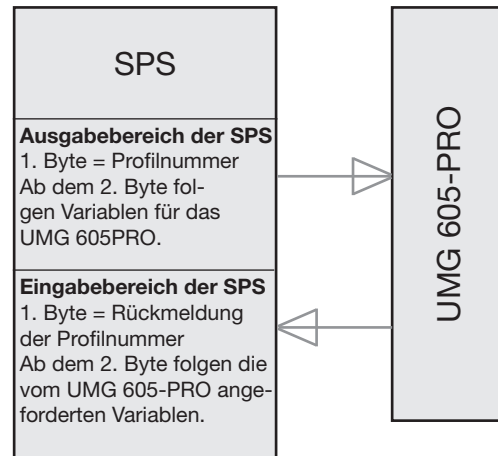 SPS
Ausgabebereich der SPS
1. Byte = Profilnummer
Ab dem 2. Byte fol-
gen Variablen für das
UMG 605PRO.
Eingabebereich der SPS
1. Byte = Rückmeldung
der Profilnummer
Ab dem 2. Byte folgen die
vom UMG 605-PRO ange-
forderten Variablen.
UMG 605-PRO